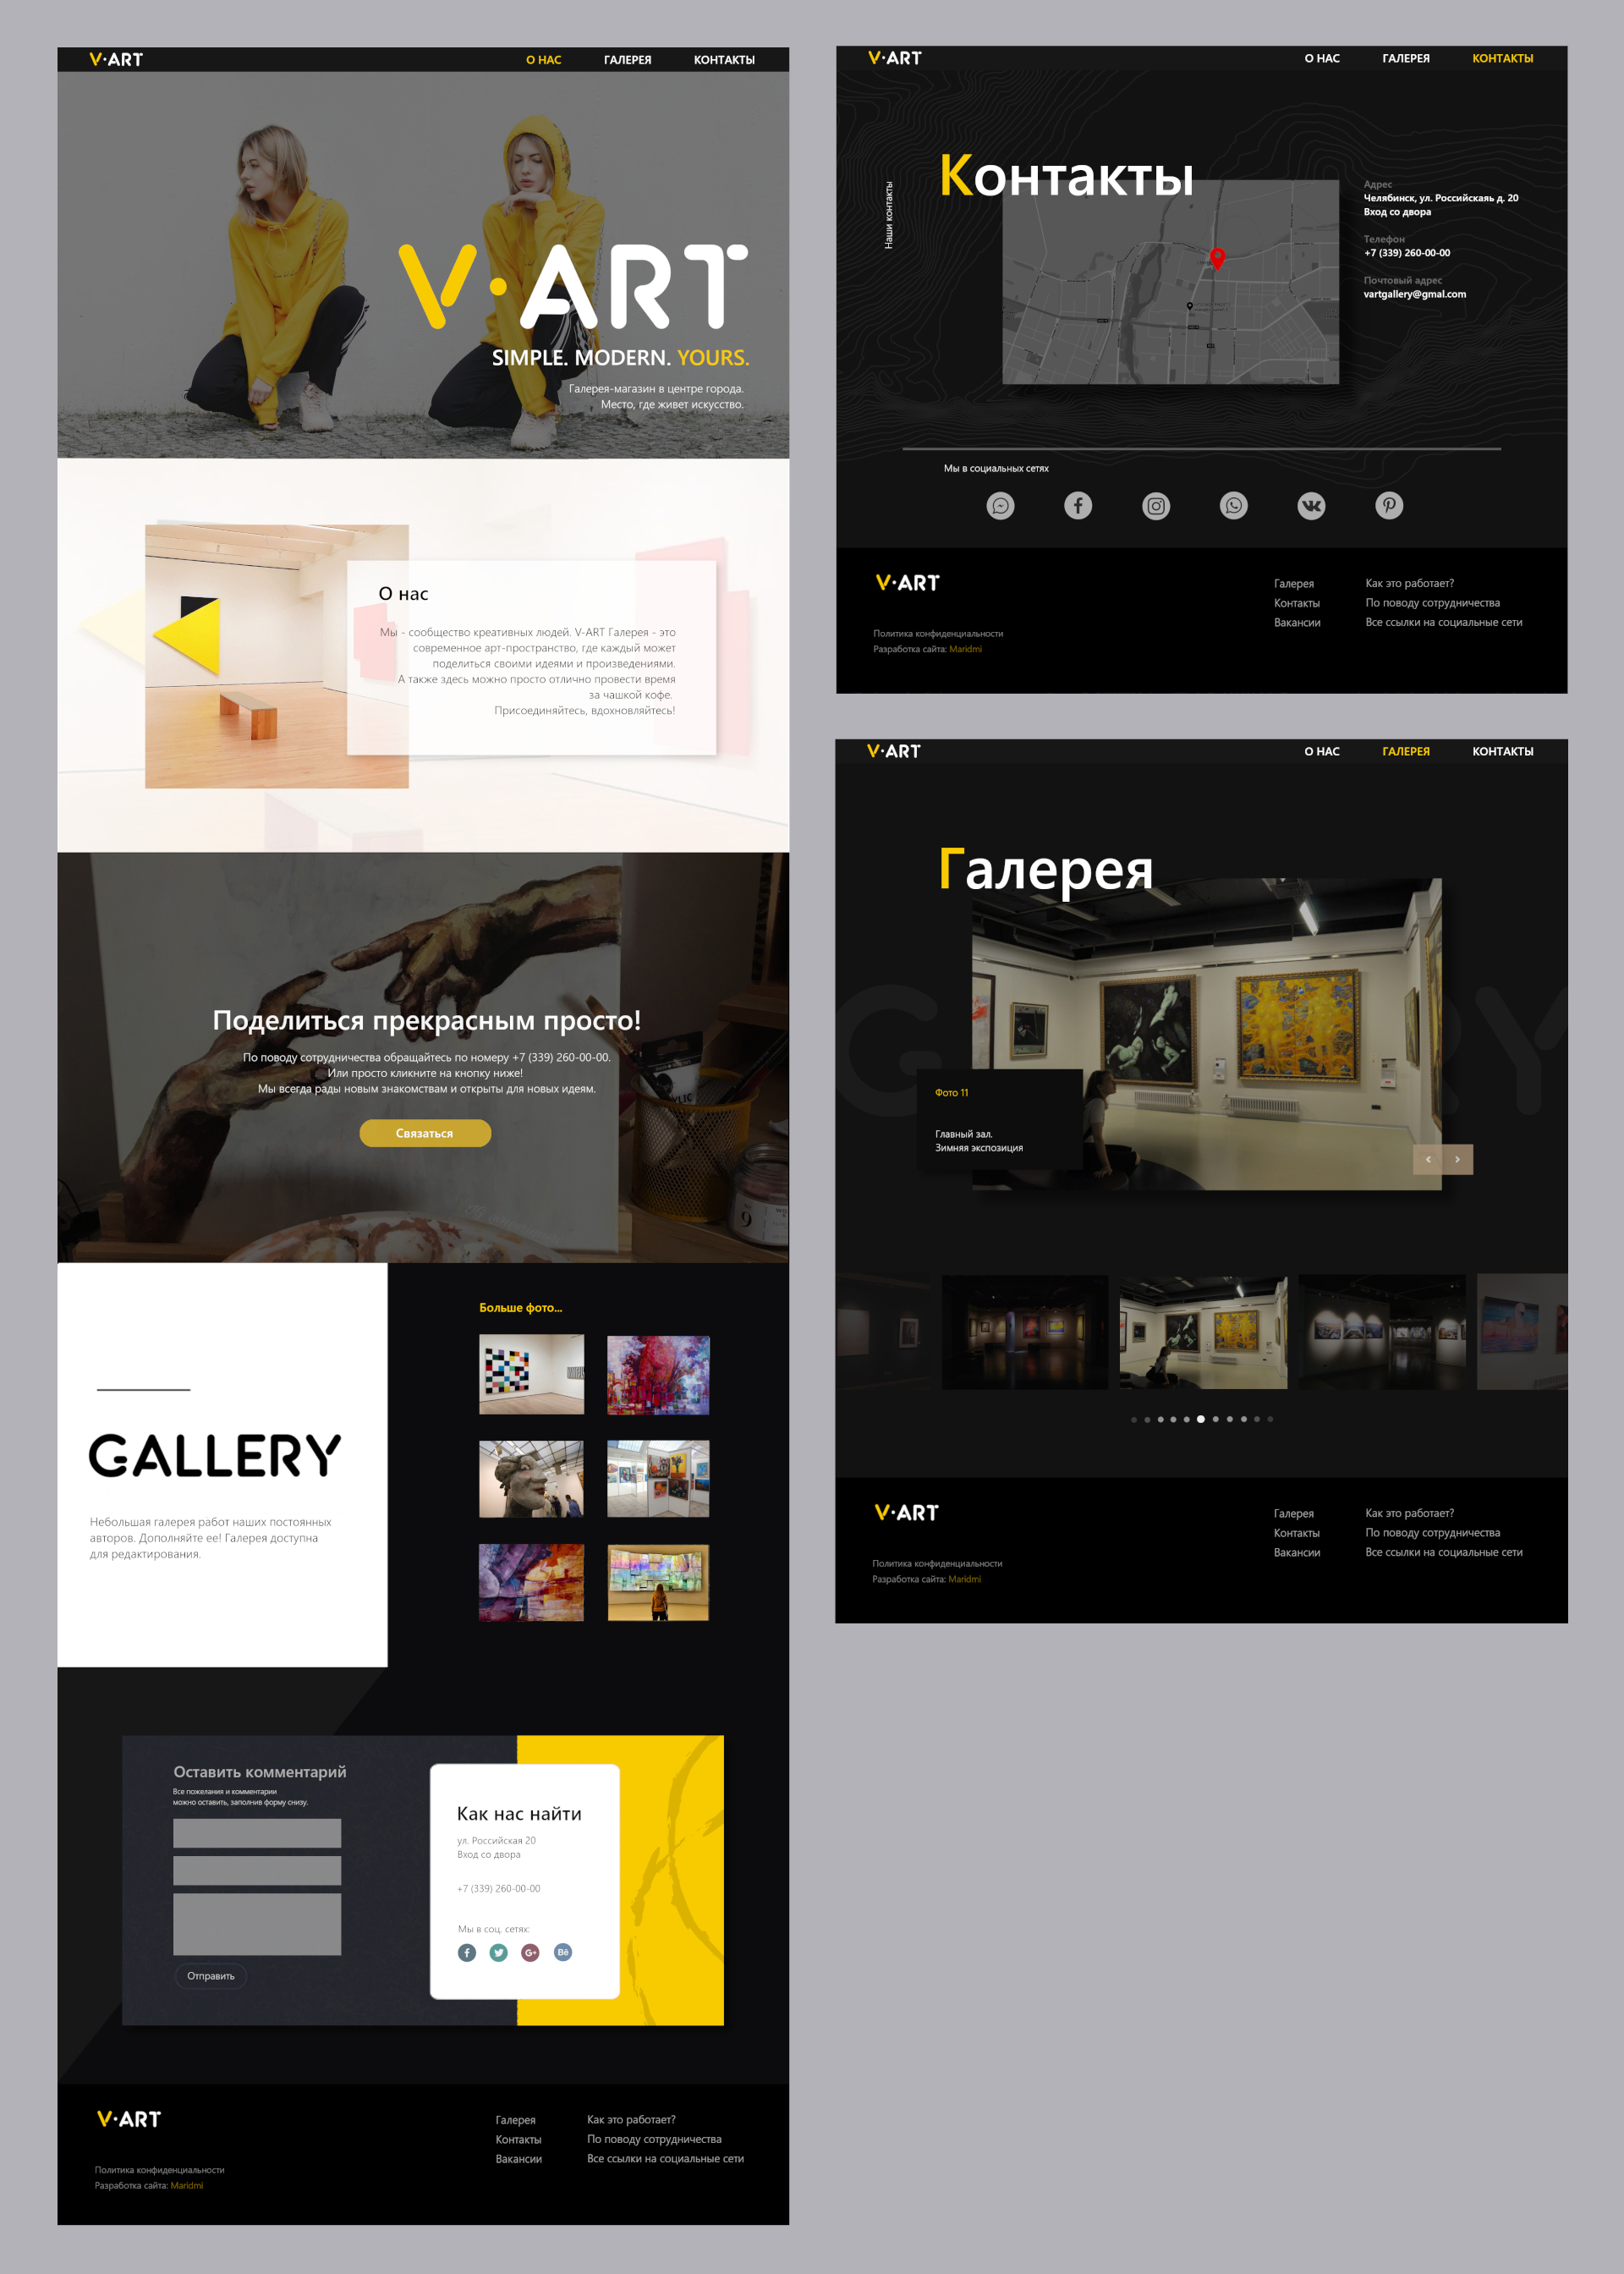 V·ART
О НАС ГАЛЕРЕЯ КОНТАКТЫ
V·ART
SIMPLE. MODERN. YOURS.
Галерея-магазин в центре города.
Место, где живет искусство.
О нас
Мы - сообщество креативных людей. V-ART Галерея - это
современное арт-пространство, где каждый может
поделиться своими идеями и произведениями.
А также здесь можно просто отлично провести время
за чашкой кофе.
Присоединяйтесь, вдохновляйтесь!
Поделиться прекрасным просто!
По поводу сотрудничества обращайтесь по номеру +7 (339) 260-00-00.
Или просто кликните на кнопку ниже!
Мы всегда рады новым знакомствам и открыты для новых идеям.
Связаться
9
GALLERY
Небольшая галерея работ наших постоянных
авторов. Дополняйте ее! Галерея доступна
для редактирования.
Больше фото...
Оставить комментарий
Все пожелания и комментарии
можно оставить, заполнив форму снизу.
Отправить
Как нас найти
ул. Российская 20
Вход со двора
+7 (339) 260-00-00
Мы в соц. сетях:
V·ART
Галерея
Контакты
Вакансии
Как это работает?
По поводу сотрудничества
Все ссылки на социальные сети
Политика конфиденциальности
Разработка сайта: Maridmi
V·ART
О НАС ГАЛЕРЕЯ КОНТАКТЫ
Наши контакты
Контакты
Адрес
Челябинск, ул. Российскаяь д. 20
Вход со двора
Телефон
+7 (339) 260-00-00
Почтовый адрес
vartgallery@gmal.com
Мы в социальных сетях
V·ART
Галерея
Контакты
Вакансии
Как это работает?
По поводу сотрудничества
Все ссылки на социальные сети
Политика конфиденциальности
Разработка сайта: Maridmi
V·ART
О НАС ГАЛЕРЕЯ КОНТАКТЫ
Галерея
G RY
Фото 11
Главный зал.
Зимняя экспозиция
V·ART
Галерея
Контакты
Вакансии
Как это работает?
По поводу сотрудничества
Все ссылки на социальные сети
Политика конфиденциальности
Разработка сайта: Maridmi